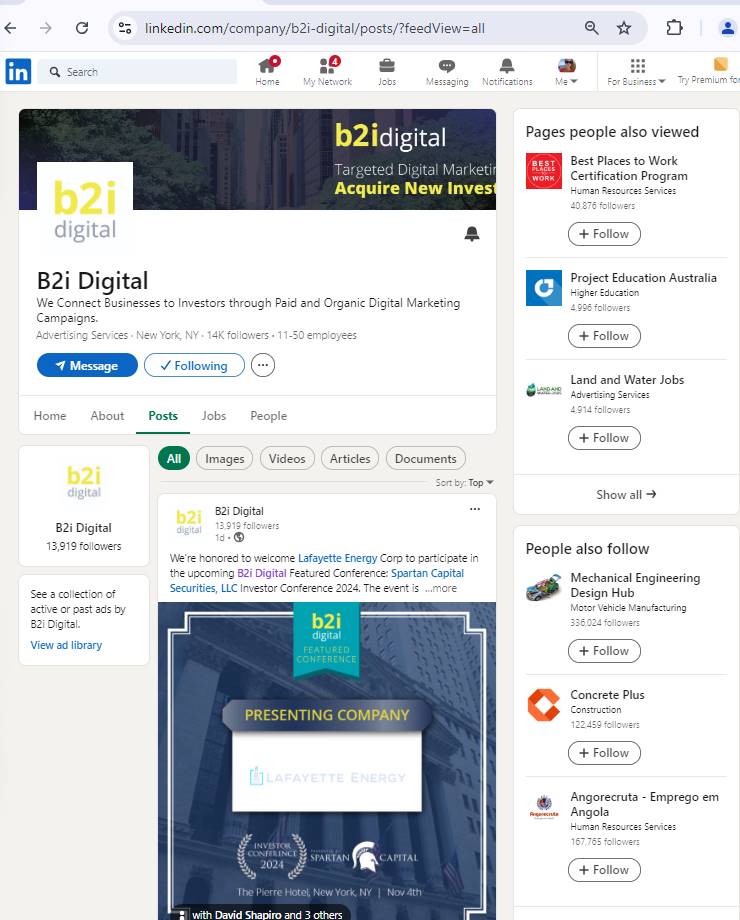 linkedin.com/company/b2i-digital/posts/?feedView=all
in
Search
Home
4
My Network
Jobs
Messaging
Notifications
Me
For Business
Try Premium for
b2idigital
Targeted Digital Marketin
Acquire New Invest
b2i
digital
B2i Digital
We Connect Businesses to Investors through Paid and Organic Digital Marketing
Campaigns.
Advertising Services · New York, NY · 14K followers · 11-50 employees
Message
Following
Home
About
Posts
Jobs
People
b2i
digital
B2i Digital
13,919 followers
See a collection of
active or past ads by
B2i Digital.
View ad library
All
Images
Videos
Articles
Documents
Sort by: Top
b2i
digital
B2i Digital
13,919 followers
1d •
We're honored to welcome Lafayette Energy Corp to participate in
the upcoming B2i Digital Featured Conference: Spartan Capital
Securities, LLC Investor Conference 2024. The event is ...more
b2i
digital
FEATURED
CONFERENCE
PRESENTING COMPANY
LAFAYETTE ENERGY
INVESTOR
CONFERENCE
2024
SPARTAN CAPITAL
The Pierre Hotel, New York, NY | Nov 4th
with David Shapiro and 3 others
Pages people also viewed
BEST
PLACES
TO
WORK
Best Places to Work
Certification Program
Human Resources Services
40,876 followers
+ Follow
Project Education Australia
Higher Education
4,996 followers
+ Follow
LAND AND
WATER JOBS
Land and Water Jobs
Advertising Services
4,914 followers
+ Follow
Show all →
People also follow
Mechanical Engineering
Design Hub
Motor Vehicle Manufacturing
336,024 followers
+ Follow
Concrete Plus
Construction
122,459 followers
+ Follow
Angorecruta
Angorecruta - Emprego em
Angola
Human Resources Services
167,765 followers
+ Follow